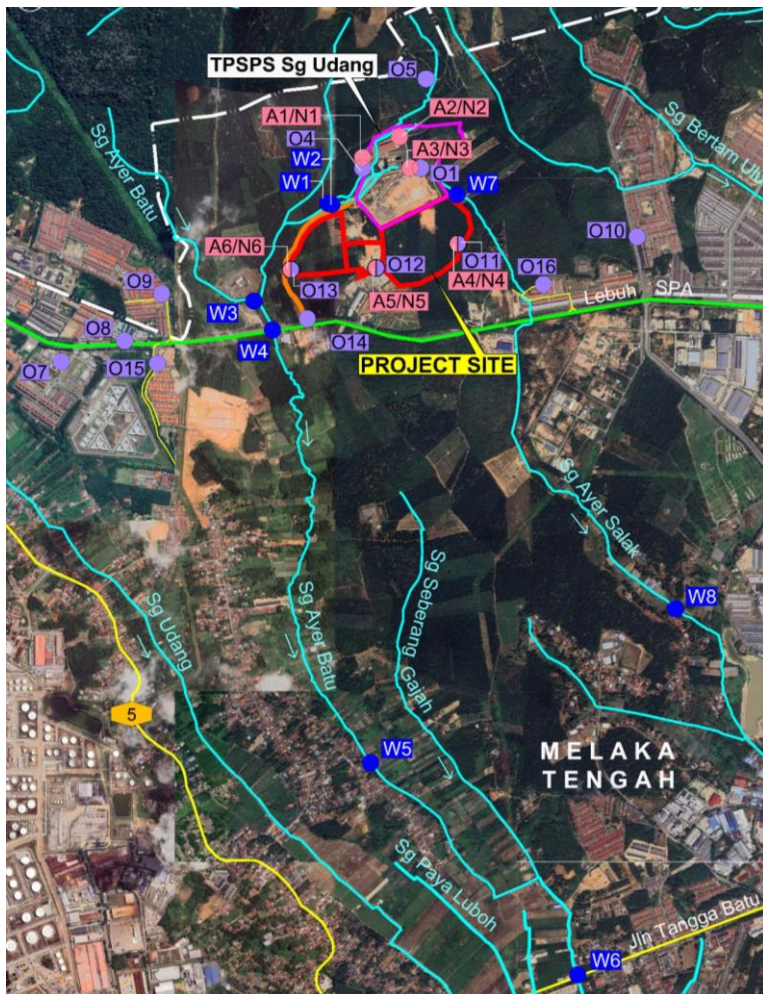 Sg
TPSPS Sg Udang
O5
A1/N1
A2/N2
Sg Bertam Ulu
O4
A3/N3
Sg Ayer Batu
W2
O1
W1
W7
A6/N6
O10
O12
O11
O13
A4/N4
O9
O16
A5/N5
Lebuh SPA
W3
O8
W4
O14
O7
O15
PROJECT SITE
Sg Ayer Salak
Sg Seberang Gajah
Sg Udang
Sg Ayer Batu
W8
5
MELAKA
TENGAH
W5
Sg Paya Luboh
Jln Tangga Batu
W6